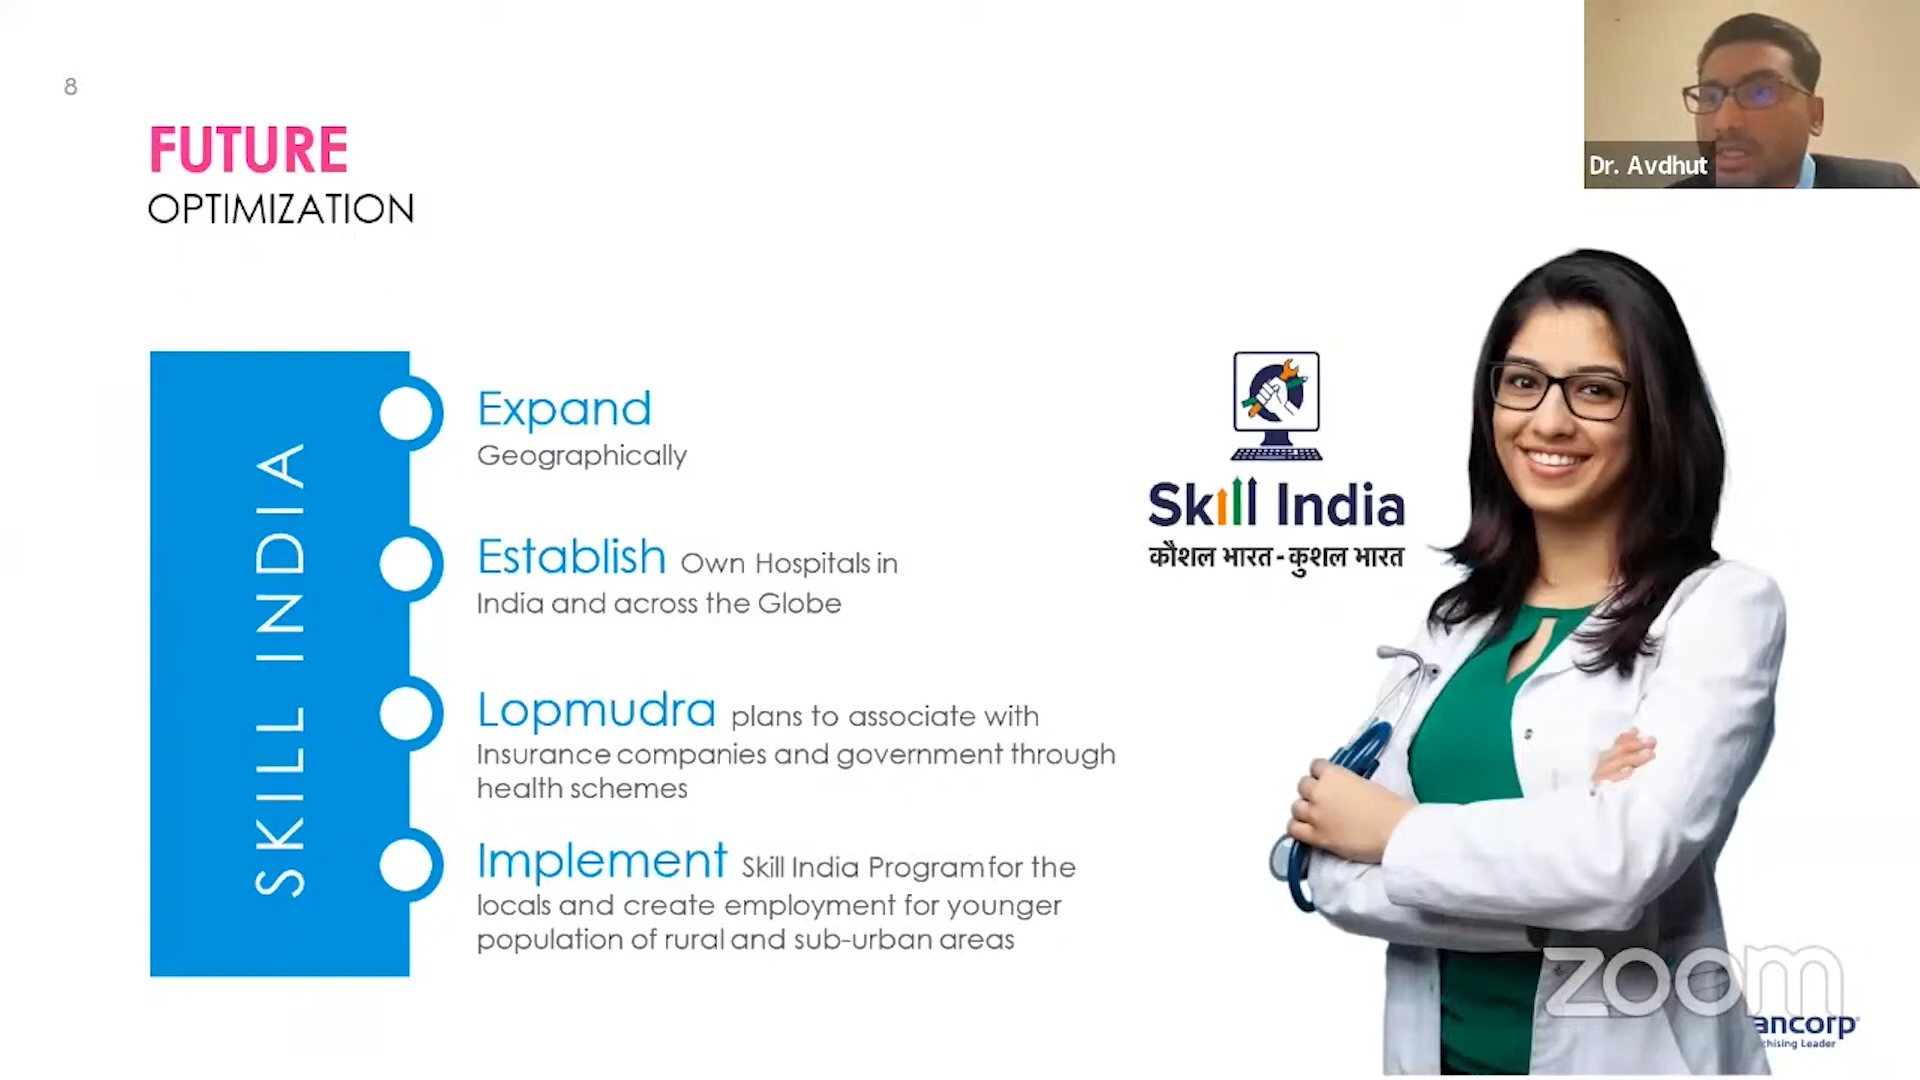 8
Dr. Avdhut
FUTURE
OPTIMIZATION
SKILL INDIA
Expand
Geographically
Establish Own Hospitals in
India and across the Globe
Lopmudra plans to associate with
Insurance companies and government through
health schemes
Implement Skill India Program for the
locals and create employment for younger
population of rural and sub-urban areas
Skill India
कौशल भारत - कुशल भारत
zoom
ancorp
chising Leader